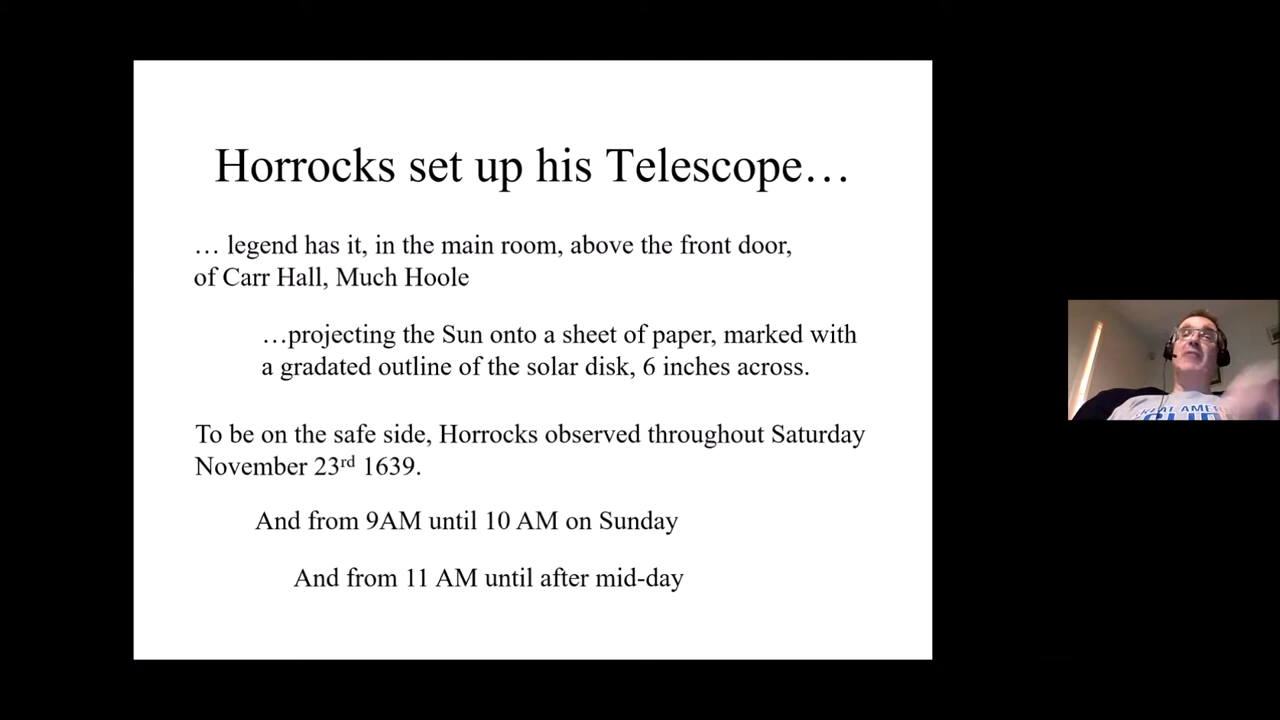 Horrocks set up his Telescope…
… legend has it, in the main room, above the front door,
of Carr Hall, Much Hoole
…projecting the Sun onto a sheet of paper, marked with
a gradated outline of the solar disk, 6 inches across.
To be on the safe side, Horrocks observed throughout Saturday
November 23rd 1639.
And from 9AM until 10 AM on Sunday
And from 11 AM until after mid-day